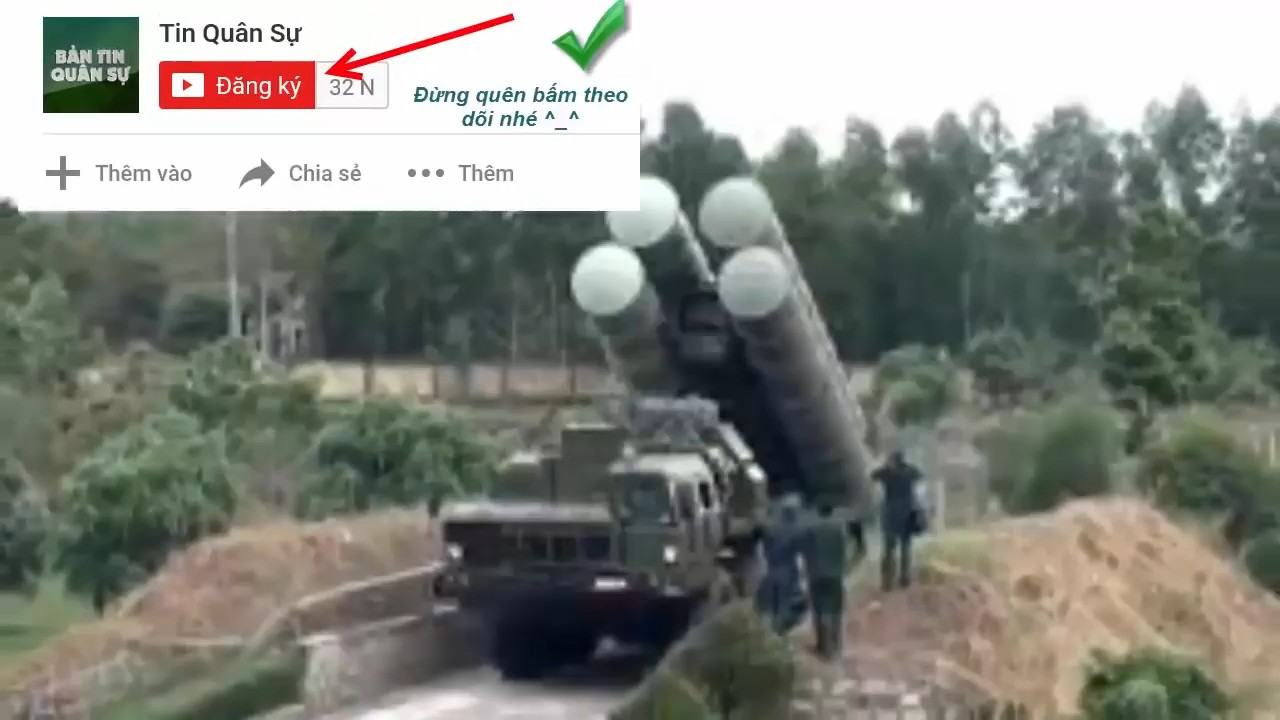 BẢN TIN
QUÂN SỰ
Tin Quân Sự
Đăng ký
32 N
Đừng quên bấm theo
dõi nhé ^_^
Thêm vào
Chia sẻ
Thêm